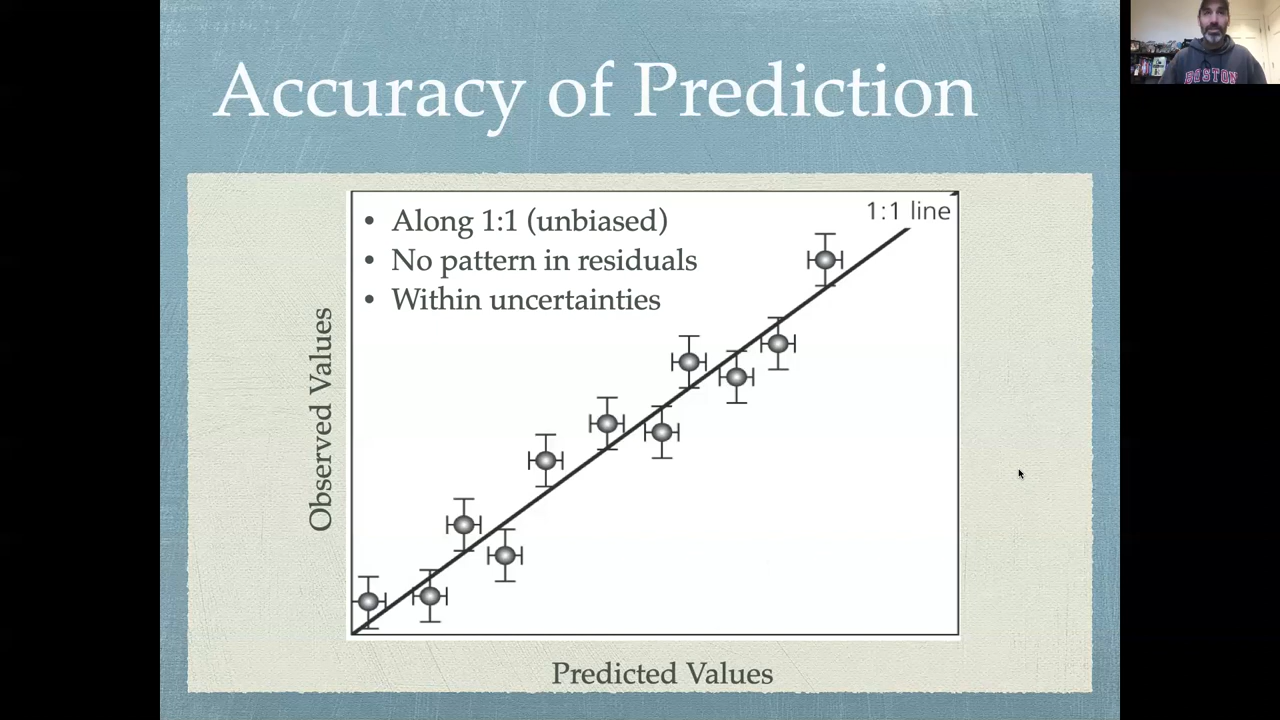 Accuracy of Prediction
• Along 1:1 (unbiased)
• No pattern in residuals
• Within uncertainties
1:1 line
Observed Values
Predicted Values
BOSTON